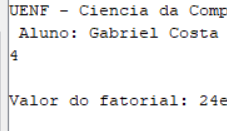 UENF - Ciencia da Comp
Aluno: Gabriel Costa
4
Valor do fatorial: 24e